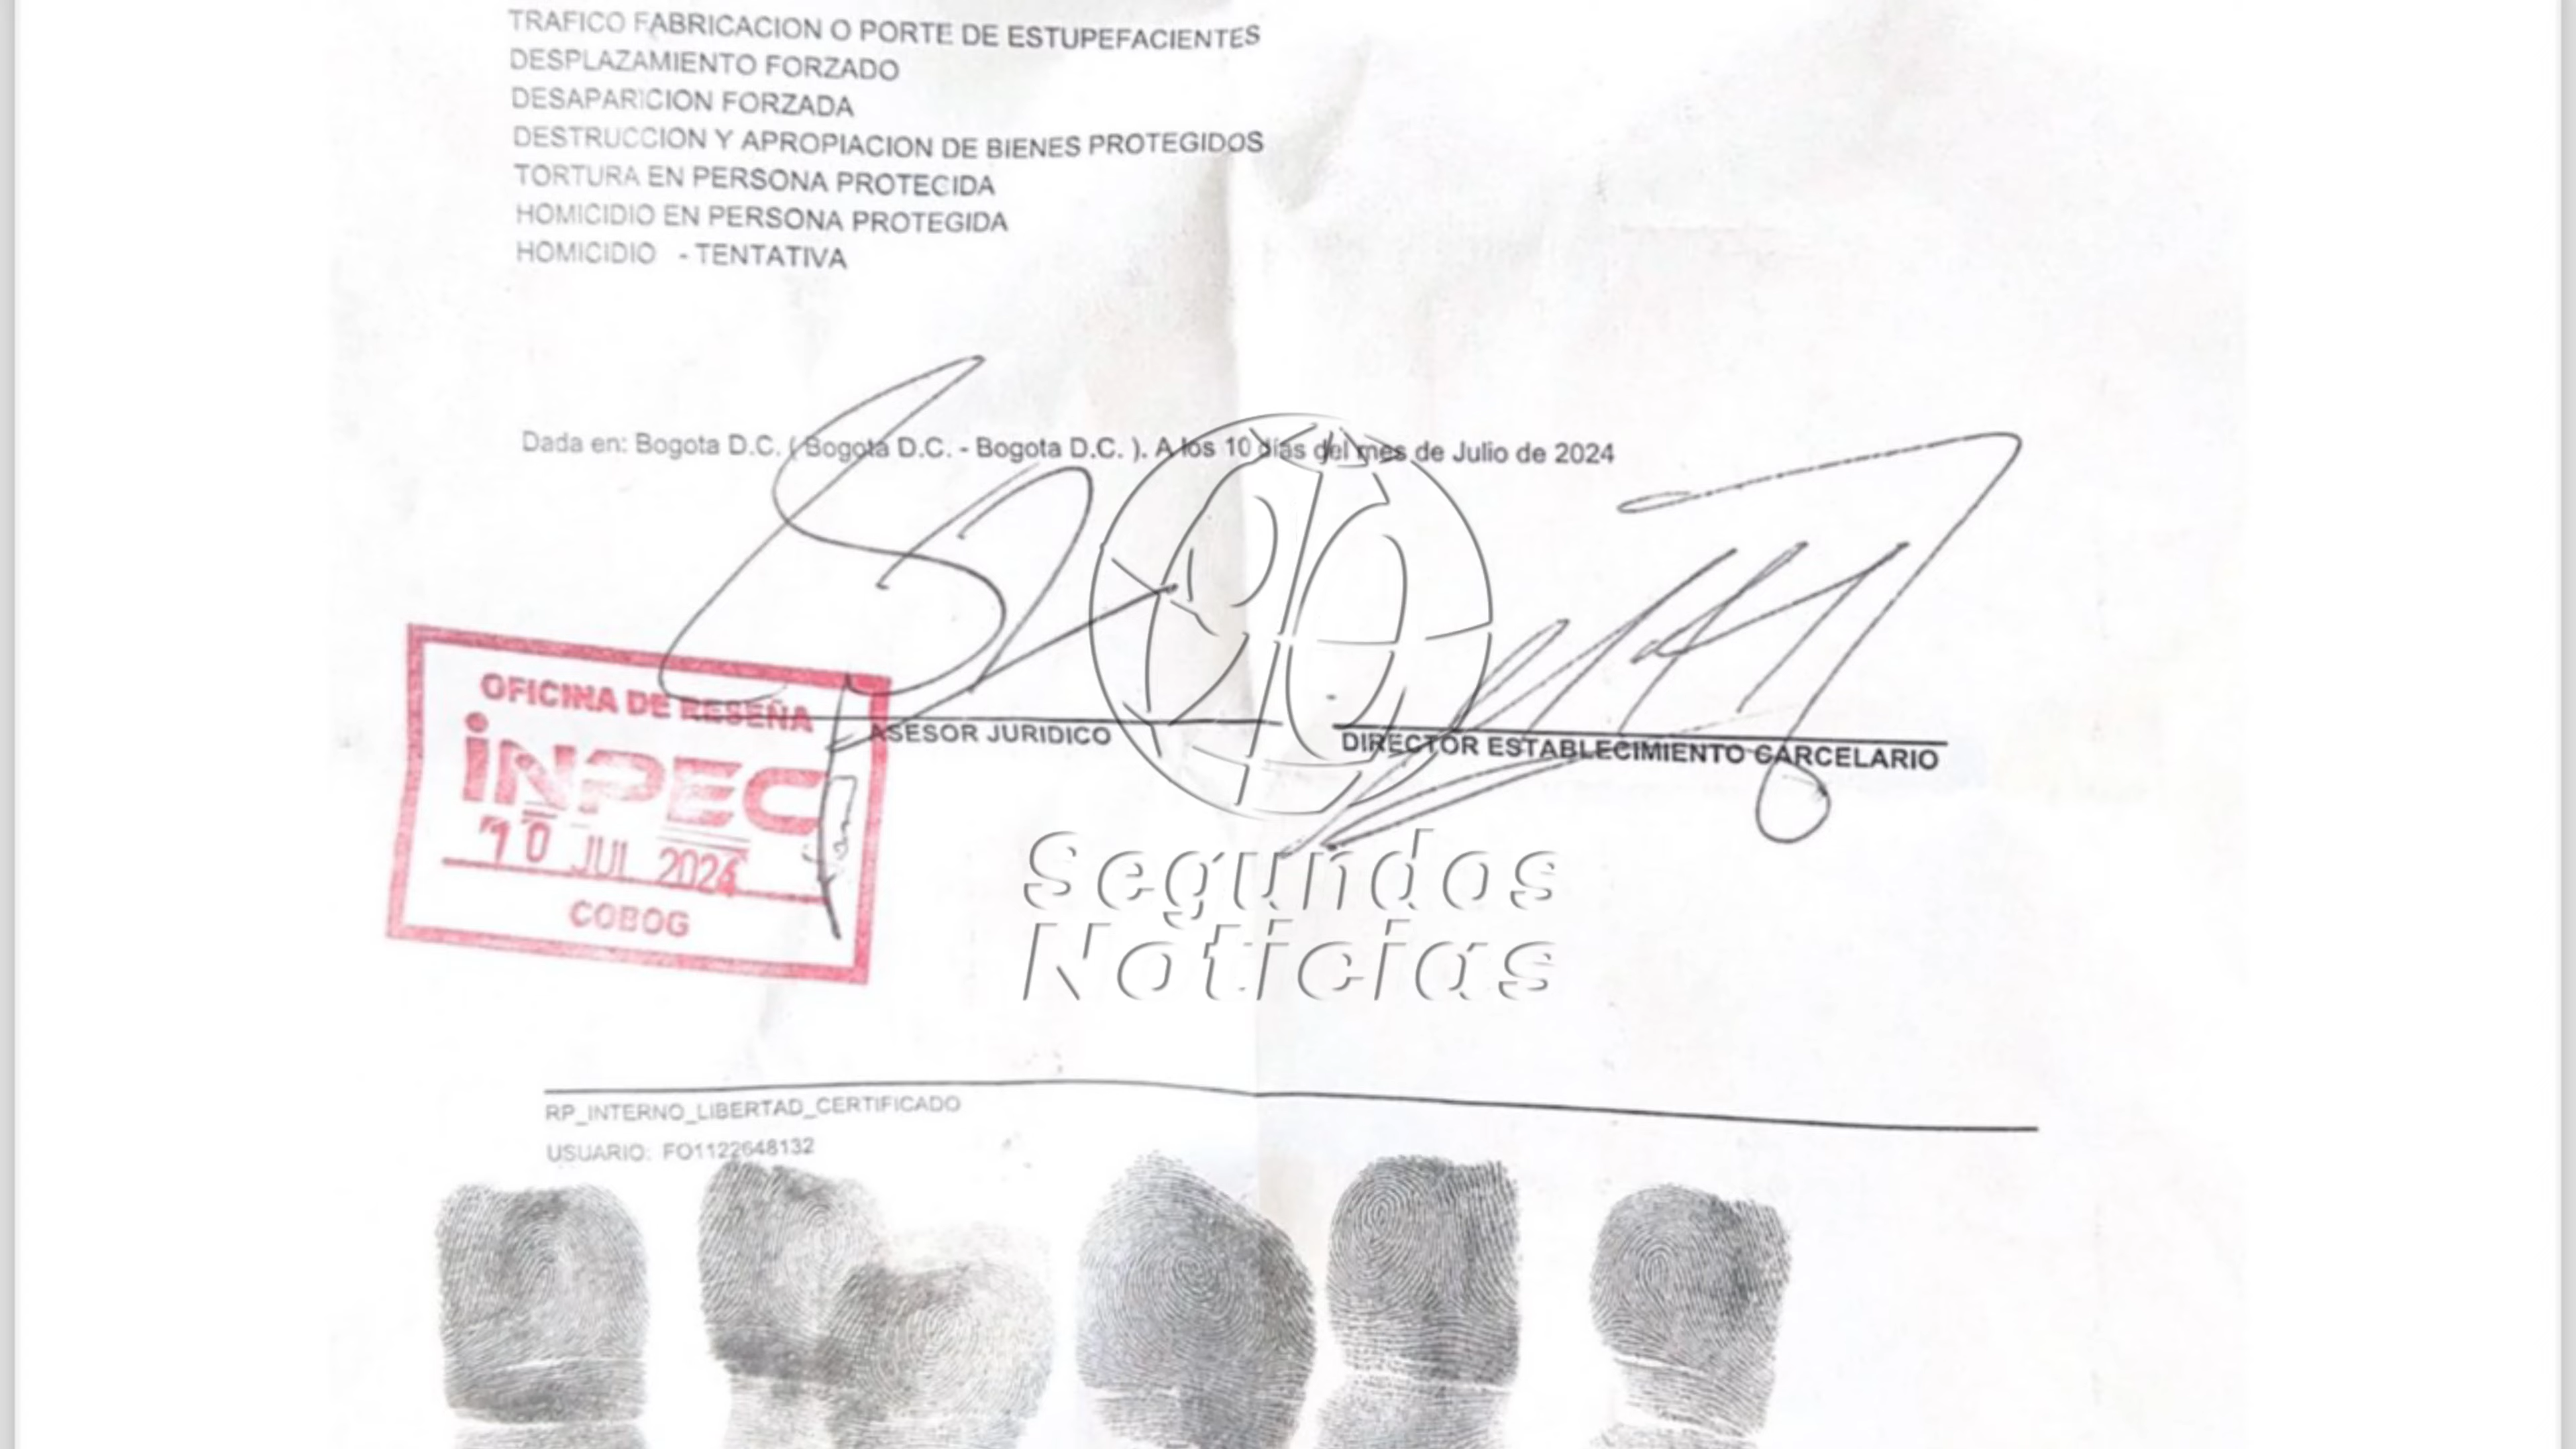 TRAFICO FABRICACION O PORTE DE ESTUPEFACIENTES
DESPLAZAMIENTO FORZADO
DESAPARICION FORZADA
DESTRUCCION Y APROPIACION DE BIENES PROTEGIDOS
TORTURA EN PERSONA PROTEGIDA
HOMICIDIO EN PERSONA PROTEGIDA
HOMICIDIO - TENTATIVA
Dada en: Bogota D.C. ( Bogota D.C. - Bogota D.C. ). A los 10 días del mes de Julio de 2024
OFICINA DE RESEÑA
INPEC
10 JUL 2024
COBOG
ASESOR JURIDICO
DIRECTOR ESTABLECIMIENTO CARCELARIO
90
Segundos
Noticias
RP_INTERNO_LIBERTAD_CERTIFICADO
USUARIO: FO1122648132